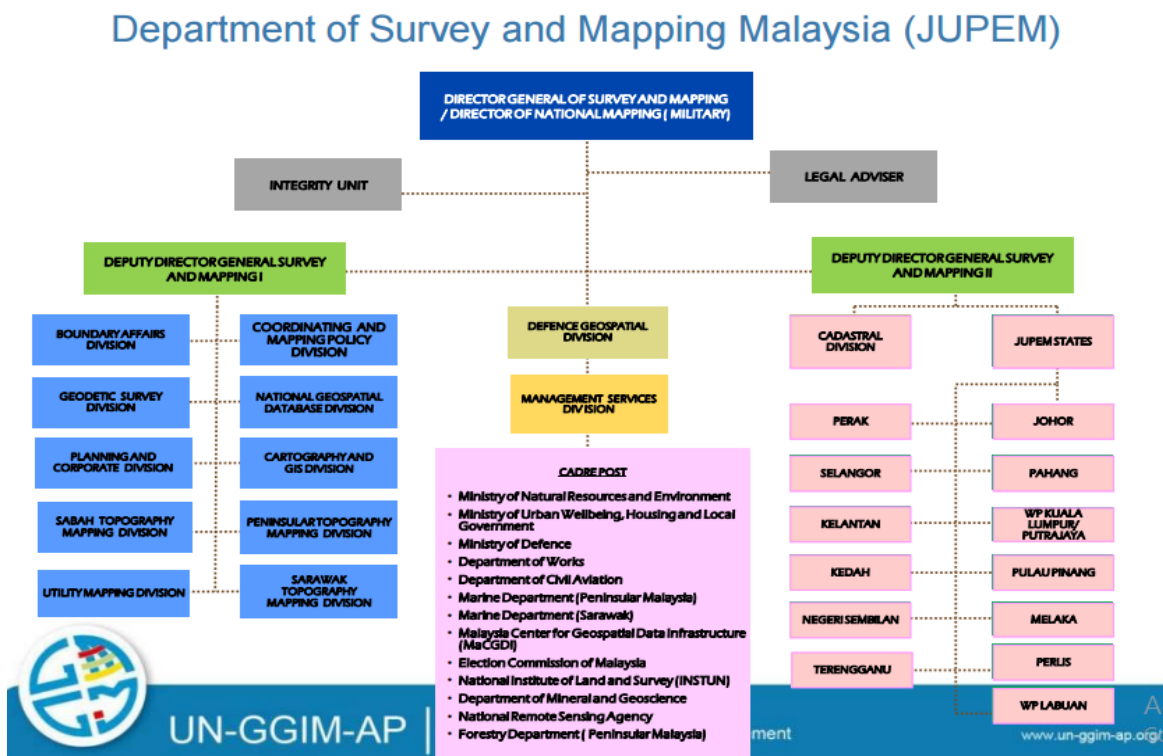 Department of Survey and Mapping Malaysia (JUPEM)
DIRECTOR GENERAL OF SURVEY AND MAPPING
/ DIRECTOR OF NATIONAL MAPPING ( MILITARY)
INTEGRITY UNIT
LEGAL ADVISER
DEPUTY DIRECTOR GENERAL SURVEY
AND MAPPING I
DEPUTY DIRECTOR GENERAL SURVEY
AND MAPPING II
BOUNDARY AFFAIRS
DIVISION
COORDINATING AND
MAPPING POLICY
DIVISION
GEODETIC SURVEY
DIVISION
NATIONAL GEOSPATIAL
DATABASE DIVISION
PLANNING AND
CORPORATE DIVISION
CARTOGRAPHY AND
GIS DIVISION
SABAH TOPOGRAPHY
MAPPING DIVISION
PENINSULAR TOPOGRAPHY
MAPPING DIVISION
UTILITY MAPPING DIVISION
SARAWAK
TOPOGRAPHY
MAPPING DIVISION
DEFENCE GEOSPATIAL
DIVISION
MANAGEMENT SERVICES
DIVISION
CADRE POST
• Ministry of Natural Resources and Environment
• Ministry of Urban Wellbeing, Housing and Local
Government
• Ministry of Defence
• Department of Works
• Department of Civil Aviation
• Marine Department (Peninsular Malaysia)
• Marine Department (Sarawak)
• Malaysia Center for Geospatial Data Infrastructure
(MaCGDI)
• Election Commission of Malaysia
• National Institute of Land and Survey (INSTUN)
• Department of Mineral and Geoscience
• National Remote Sensing Agency
• Forestry Department ( Peninsular Malaysia)
CADASTRAL
DIVISION
JUPEM STATES
PERAK
JOHOR
SELANGOR
PAHANG
KELANTAN
WP KUALA
LUMPUR/
PUTRAJAYA
KEDAH
PULAU PINANG
NEGERI SEMBILAN
MELAKA
TERENGGANU
PERLIS
WP LABUAN
UN-GGIM-AP
ment
www.un-ggim-ap.org/